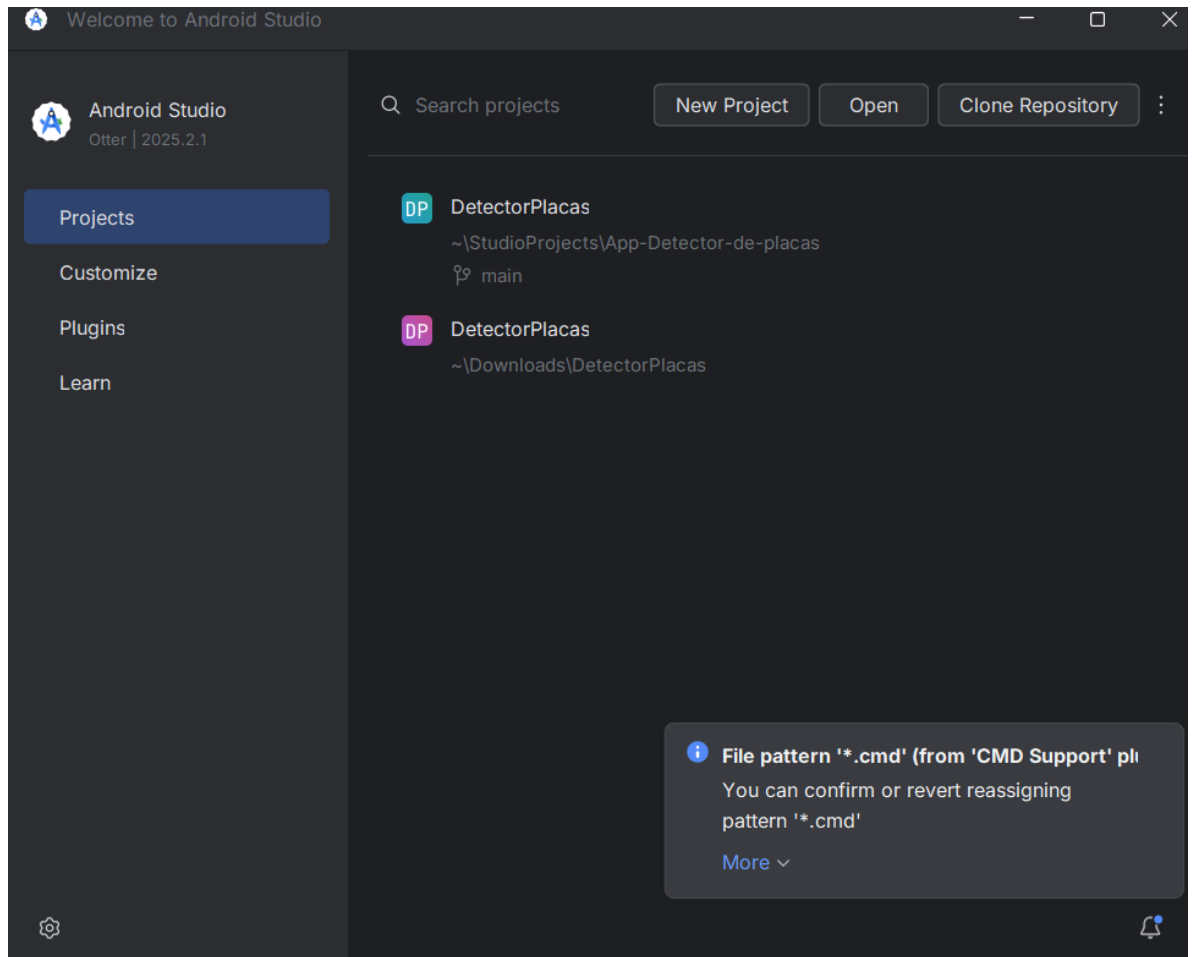 Welcome to Android Studio
Android Studio
Otter | 2025.2.1
Projects
Customize
Plugins
Learn
Search projects
New Project
Open
Clone Repository
DP
DetectorPlacas
~\StudioProjects\App-Detector-de-placas
main
DP
DetectorPlacas
~\Downloads\DetectorPlacas
File pattern '*.cmd' (from 'CMD Support'
You can confirm or revert reassigning
pattern '*.cmd'
More